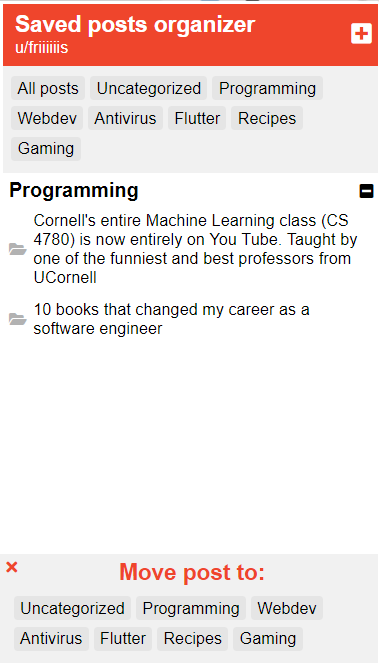 Saved posts organizer
u/friiiiiis
All posts Uncategorized Programming
Webdev Antivirus Flutter Recipes
Gaming
Programming
Cornell's entire Machine Learning class (CS
4780) is now entirely on You Tube. Taught by
one of the funniest and best professors from
UCornell
10 books that changed my career as a
software engineer
Move post to:
Uncategorized Programming Webdev
Antivirus Flutter Recipes Gaming